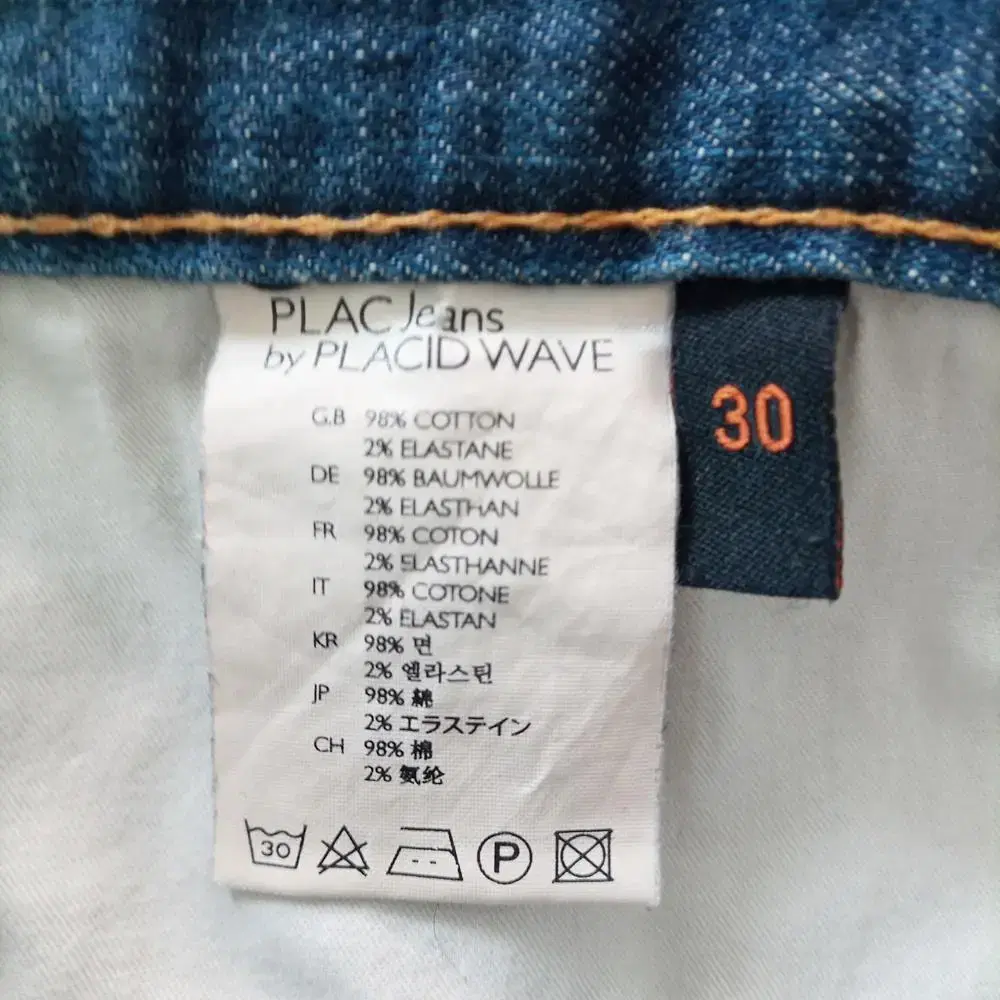 PLAC Jeans
by PLACID WAVE
30
G.B 98% COTTON
2% ELASTANE
DE 98% BAUMWOLLE
2% ELASTHAN
FR 98% COTON
2% ELASTHANNE
IT 98% COTONE
2% ELASTAN
KR 98% 면
2% 엘라스틴
JP 98% 綿
2% エラステイン
CH 98% 棉
2% 氨纶
30
P